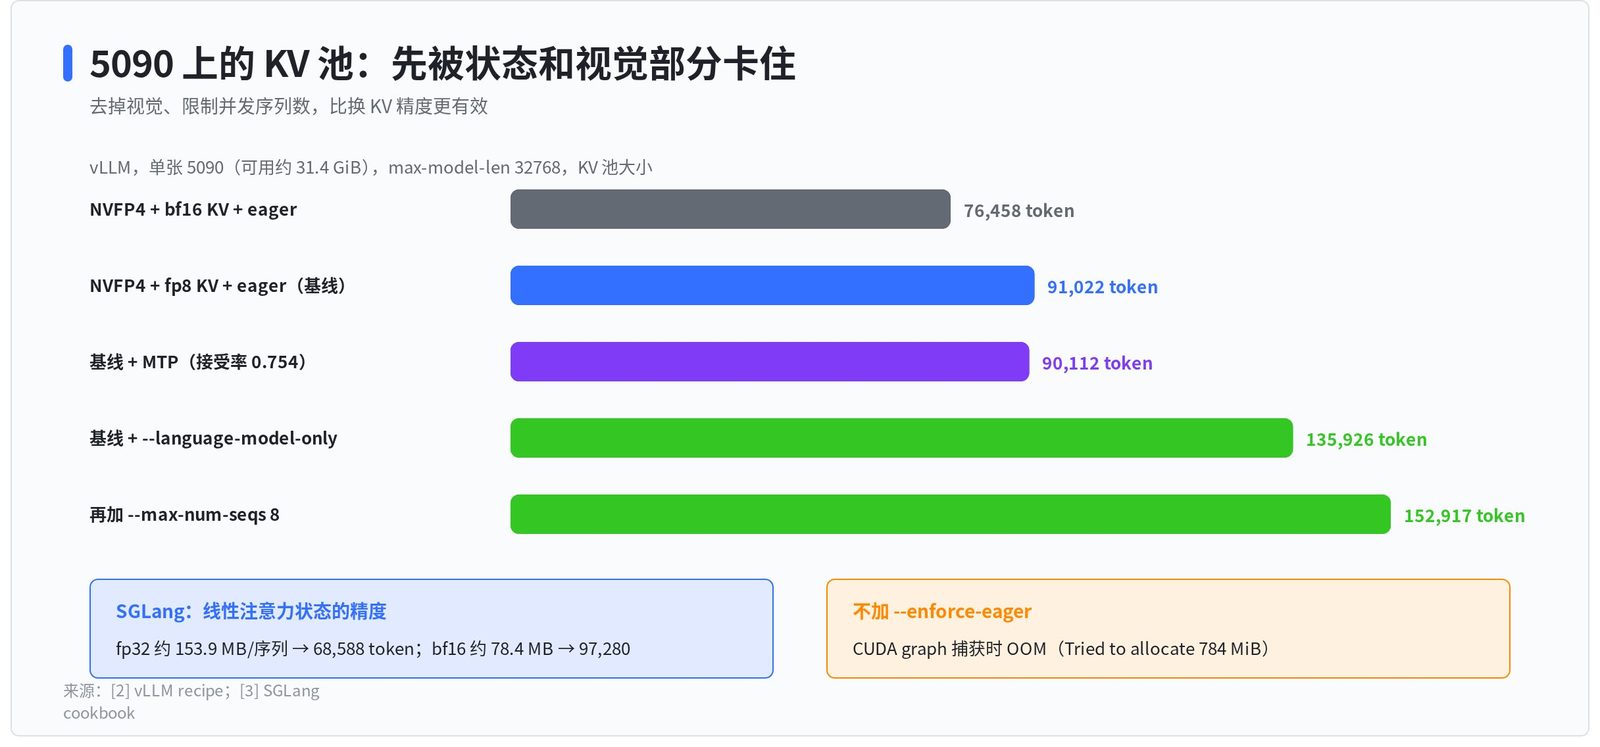 5090 上的 KV 池：先被状态和视觉部分卡住
去掉视觉、限制并发序列数，比换 KV 精度更有效
vLLM，单张 5090（可用约 31.4 GiB），max-model-len 32768，KV 池大小
NVFP4 + bf16 KV + eager
76,458 token
NVFP4 + fp8 KV + eager（基线）
91,022 token
基线 + MTP（接受率 0.754）
90,112 token
基线 + --language-model-only
135,926 token
再加 --max-num-seqs 8
152,917 token
SGLang：线性注意力状态的精度
fp32 约 153.9 MB/序列 → 68,588 token；bf16 约 78.4 MB → 97,280
不加 --enforce-eager
CUDA graph 捕获时 OOM（Tried to allocate 784 MiB）
来源：[2] vLLM recipe；[3] SGLang
cookbook